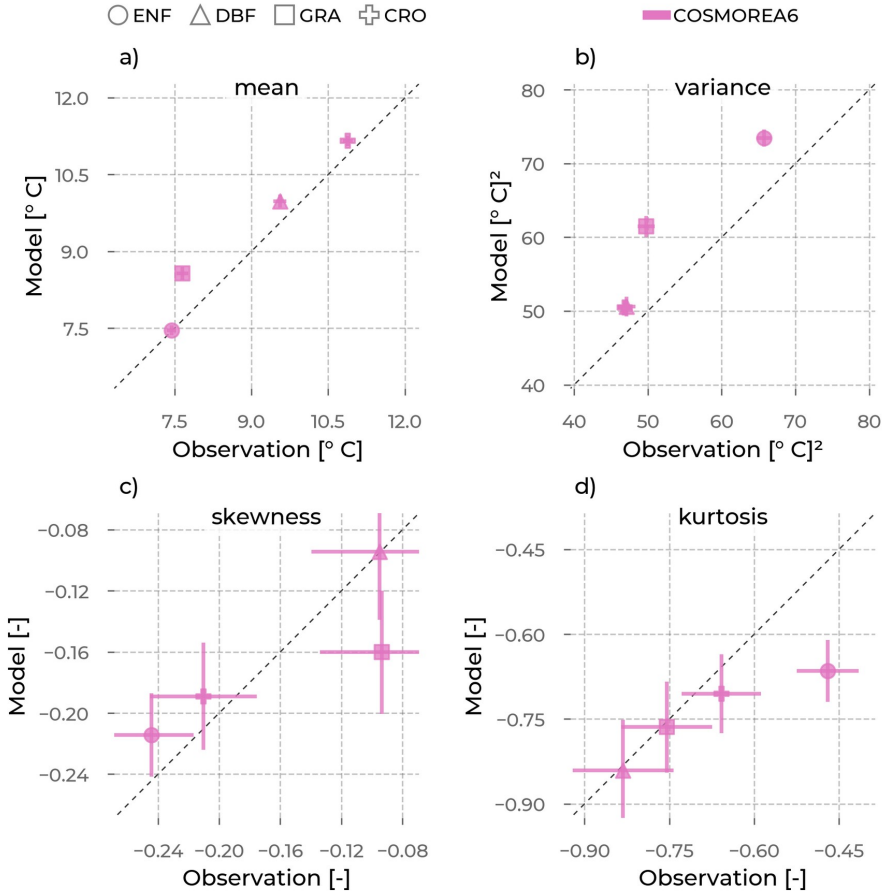 ENF DBF GRA CRO COSMOREA6
a) b)
mean variance
12.0
10.5
9.0
7.5
Model [° C]
7.5 9.0 10.5 12.0
Observation [° C]
80
70
60
50
40
Model [° C]²
40 50 60 70 80
Observation [° C]²
c) d)
skewness kurtosis
−0.08
−0.12
−0.16
−0.20
−0.24
Model [-]
−0.24 −0.20 −0.16 −0.12 −0.08
Observation [-]
−0.45
−0.60
−0.75
−0.90
Model [-]
−0.90 −0.75 −0.60 −0.45
Observation [-]